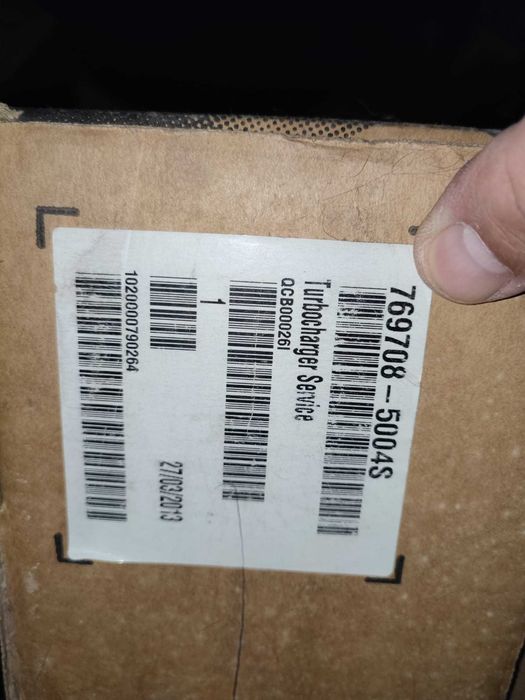 769708-5004S
Turbocharger Service
QCB00026I
1
27/03/2013
1020000790264